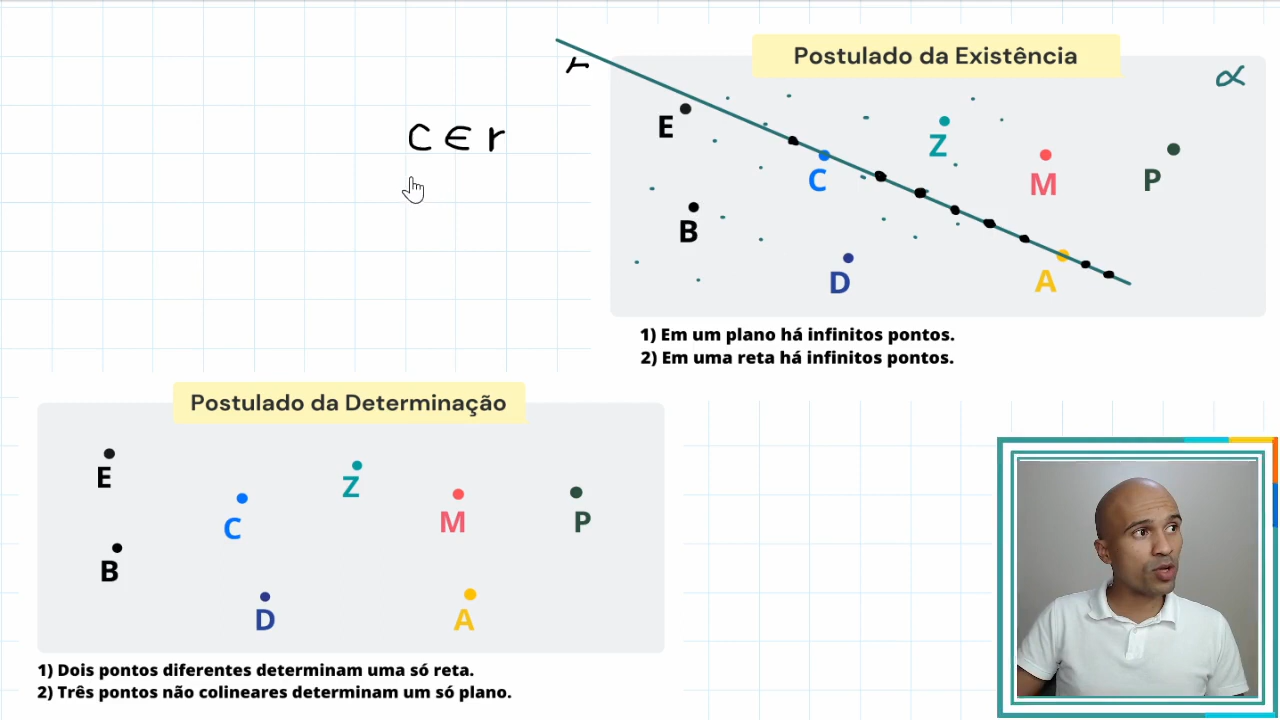 Postulado da Existência
α
r
E
Z
C
M
P
B
D
A
C ∈ r
1) Em um plano há infinitos pontos.
2) Em uma reta há infinitos pontos.
Postulado da Determinação
E
Z
C
M
P
B
D
A
1) Dois pontos diferentes determinam uma só reta.
2) Três pontos não colineares determinam um só plano.